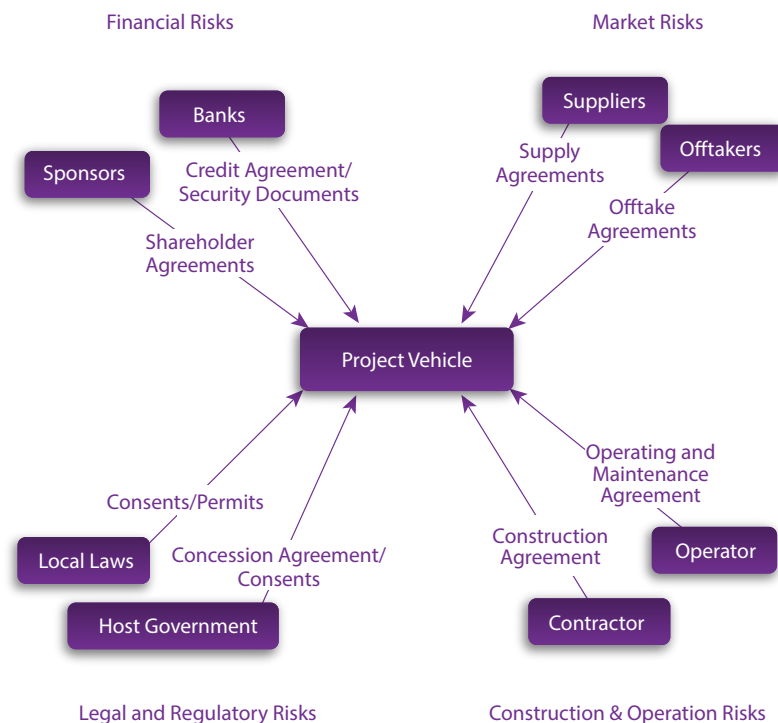 Financial Risks
Market Risks
Banks
Suppliers
Sponsors
Offtakers
Credit Agreement/
Security Documents
Supply
Agreements
Shareholder
Agreements
Offtake
Agreements
Project Vehicle
Consents/Permits
Operating and
Maintenance
Agreement
Local Laws
Concession Agreement/
Consents
Construction
Agreement
Operator
Host Government
Contractor
Legal and Regulatory Risks
Construction & Operation Risks